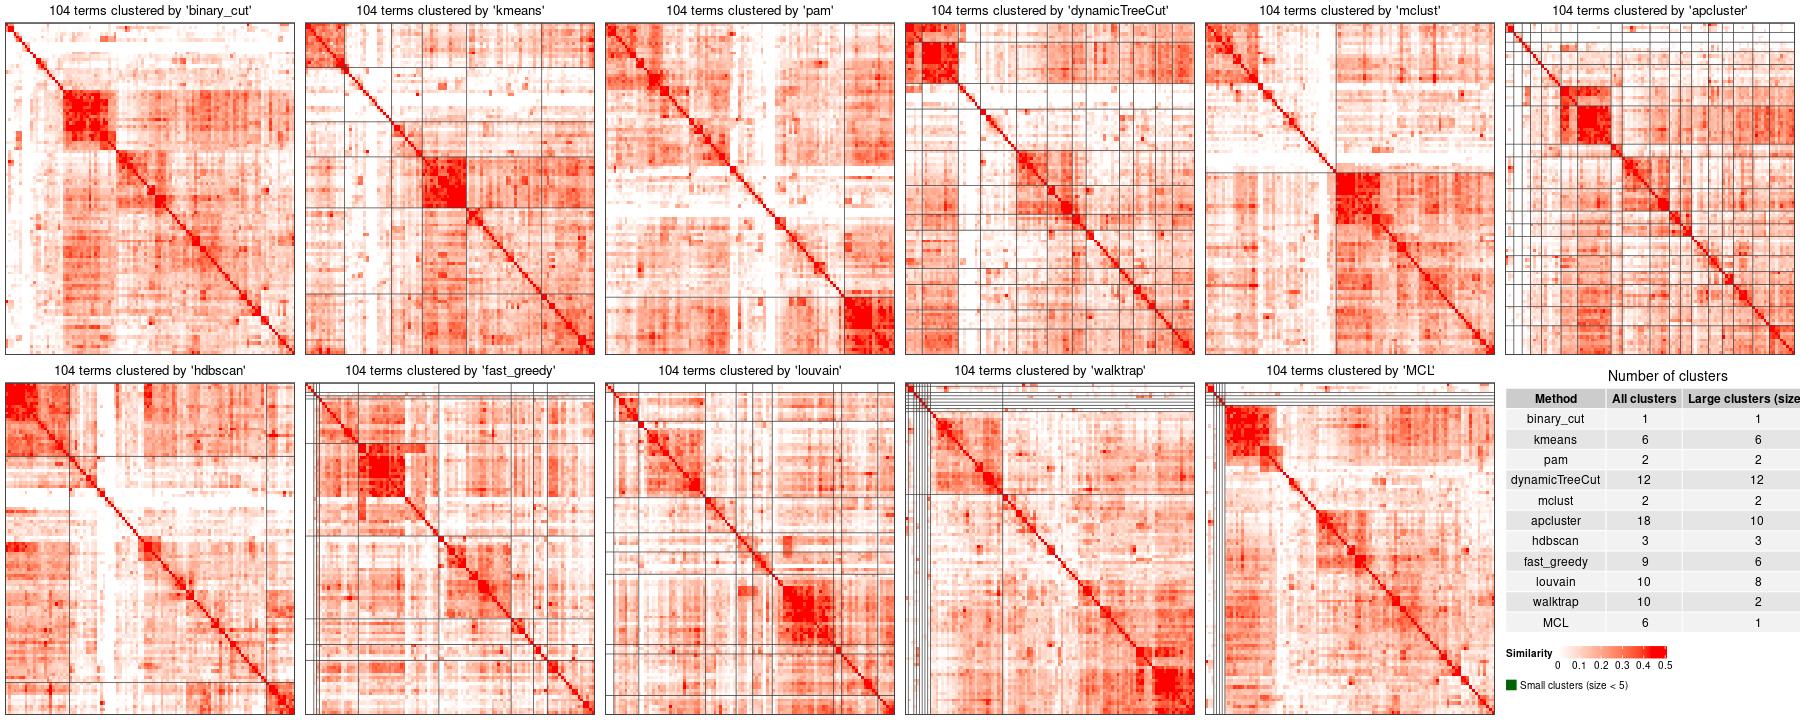 104 terms clustered by 'binary_cut'
104 terms clustered by 'kmeans'
104 terms clustered by 'pam'
104 terms clustered by 'dynamicTreeCut'
104 terms clustered by 'mclust'
104 terms clustered by 'apcluster'
104 terms clustered by 'hdbscan'
104 terms clustered by 'fast_greedy'
104 terms clustered by 'louvain'
104 terms clustered by 'walktrap'
104 terms clustered by 'MCL'
Number of clusters
Method All clusters Large clusters (size
binary_cut 1 1
kmeans 6 6
pam 2 2
dynamicTreeCut 12 12
mclust 2 2
apcluster 18 10
hdbscan 3 3
fast_greedy 9 6
louvain 10 8
walktrap 10 2
MCL 6 1
Similarity
0 0.1 0.2 0.3 0.4 0.5
Small clusters (size < 5)